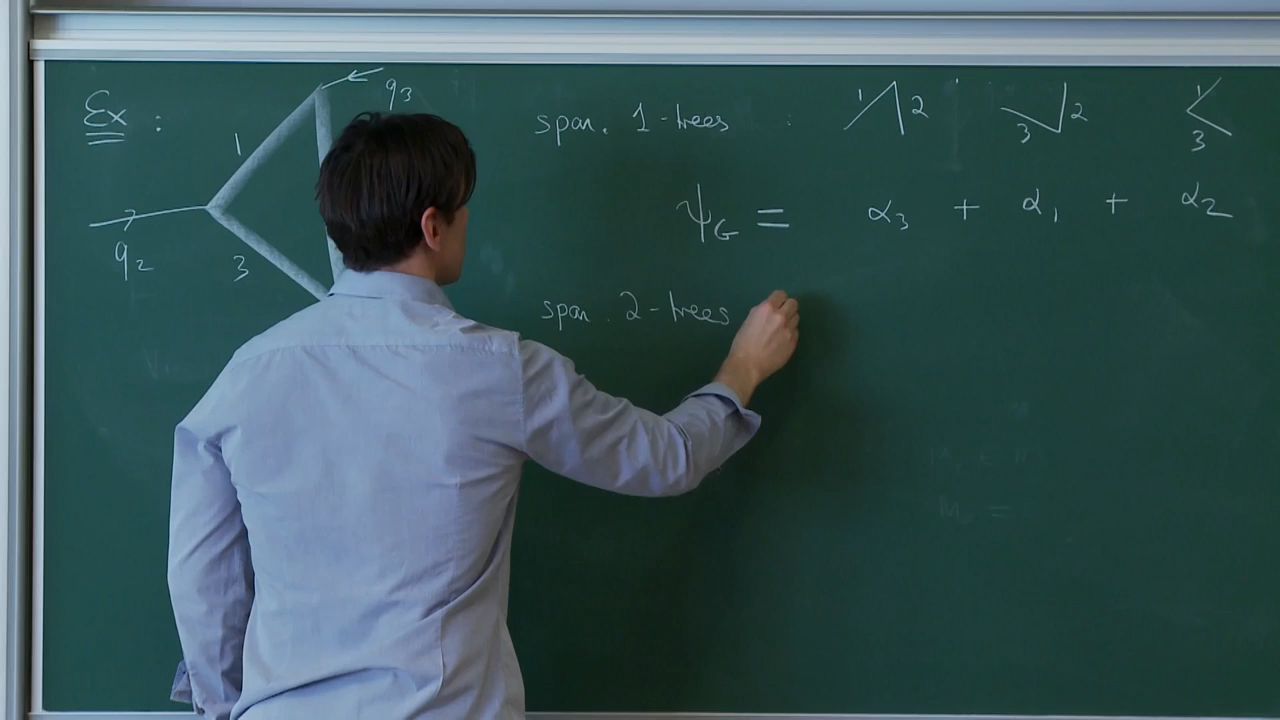 Ex :
1
q₃
q₂
3
span. 1-trees : 1 2 3 2 1 3
ψ_G = α₃ + α₁ + α₂
span. 2-trees